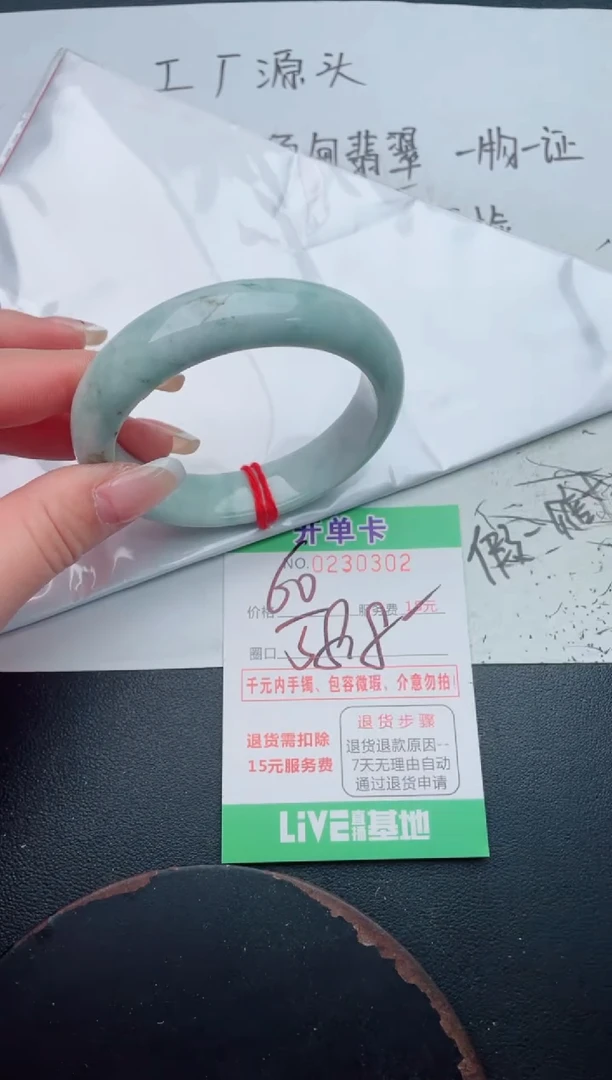 工厂源头
翡翠 一物一证
开单卡
NO.0230302
60
价格 服务费 15元
圈口
千元内手镯、包容微瑕、介意勿拍
退货需扣除
15元服务费
退货步骤
退货退款原因--
7天无理由自动
通过退货申请
LiVE直播基地
假一